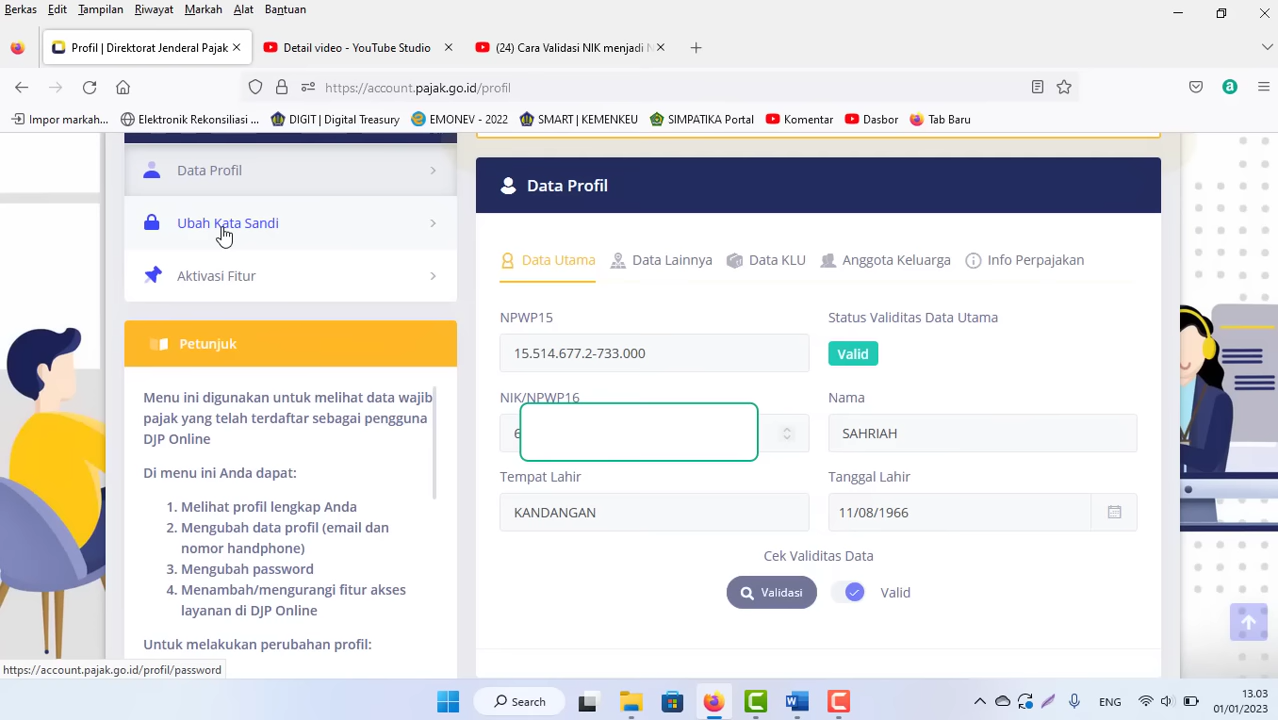 Berkas Edit Tampilan Riwayat Markah Alat Bantuan
Profil | Direktorat Jenderal Pajak
Detail video - YouTube Studio
(24) Cara Validasi NIK menjadi
https://account.pajak.go.id/profil
Impor markah...
Elektronik Rekonsiliasi ...
DIGIT | Digital Treasury
EMONEV - 2022
SMART | KEMENKEU
SIMPATIKA Portal
Komentar
Dasbor
Tab Baru
Data Profil
Ubah Kata Sandi
Aktivasi Fitur
Petunjuk
Menu ini digunakan untuk melihat data wajib
pajak yang telah terdaftar sebagai pengguna
DJP Online
Di menu ini Anda dapat:
1. Melihat profil lengkap Anda
2. Mengubah data profil (email dan
nomor handphone)
3. Mengubah password
4. Menambah/mengurangi fitur akses
layanan di DJP Online
Untuk melakukan perubahan profil:
Data Profil
Data Utama
Data Lainnya
Data KLU
Anggota Keluarga
Info Perpajakan
NPWP15
Status Validitas Data Utama
15.514.677.2-733.000
Valid
NIK/NPWP16
Nama
6
SAHRIAH
Tempat Lahir
Tanggal Lahir
KANDANGAN
11/08/1966
Cek Validitas Data
Validasi
Valid
https://account.pajak.go.id/profil/password
Search
ENG
13.03
01/01/2023